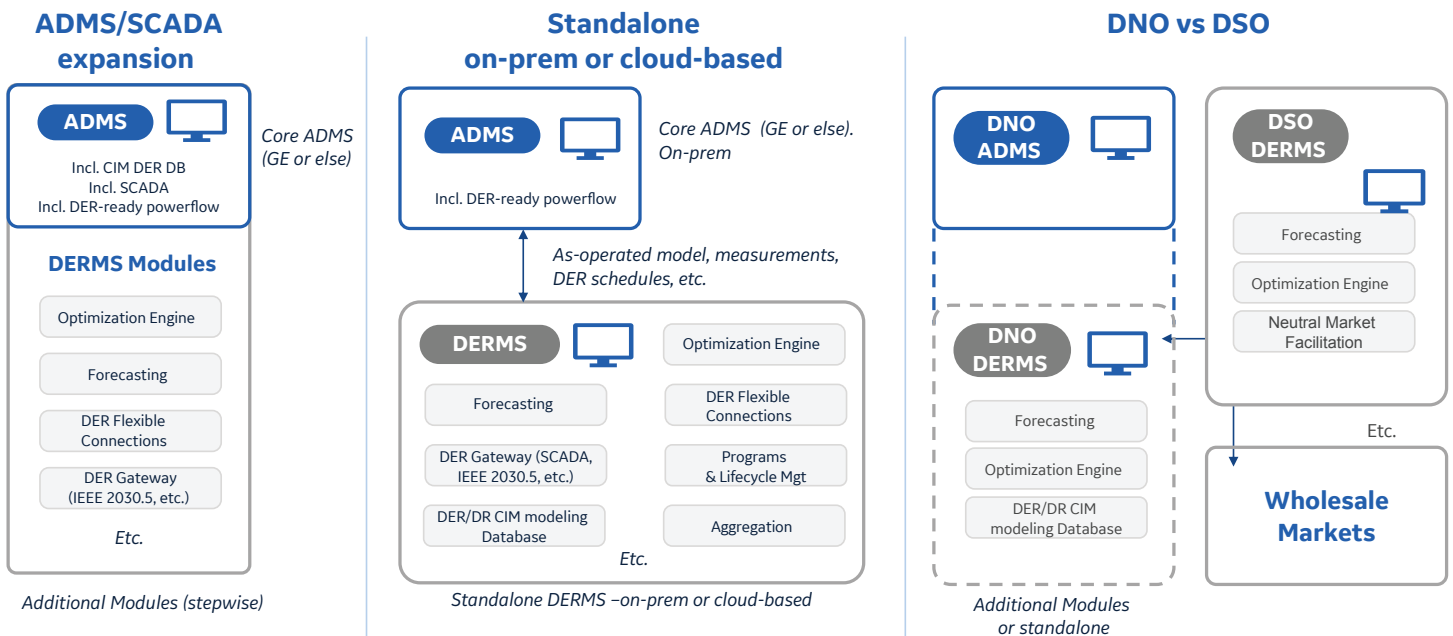 ADMS/SCADA
expansion
ADMS
Incl. CIM DER DB
Incl. SCADA
Incl. DER-ready powerflow
Core ADMS
(GE or else)
DERMS Modules
Optimization Engine
Forecasting
DER Flexible
Connections
DER Gateway
(IEEE 2030.5, etc.)
Etc.
Additional Modules (stepwise)
Standalone
on-prem or cloud-based
ADMS
Incl. DER-ready powerflow
Core ADMS  (GE or else).
On-prem
As-operated model, measurements,
DER schedules, etc.
DERMS
Optimization Engine
Forecasting
DER Flexible
Connections
DER Gateway (SCADA,
IEEE 2030.5, etc.)
Programs
& Lifecycle Mgt
DER/DR CIM modeling
Database
Aggregation
Etc.
Standalone DERMS –on-prem or cloud-based
DNO vs DSO
DNO
ADMS
DNO
DERMS
Forecasting
Optimization Engine
DER/DR CIM
modeling Database
Additional Modules
or standalone
DSO
DERMS
Forecasting
Optimization Engine
Neutral Market
Facilitation
Etc.
Wholesale
Markets